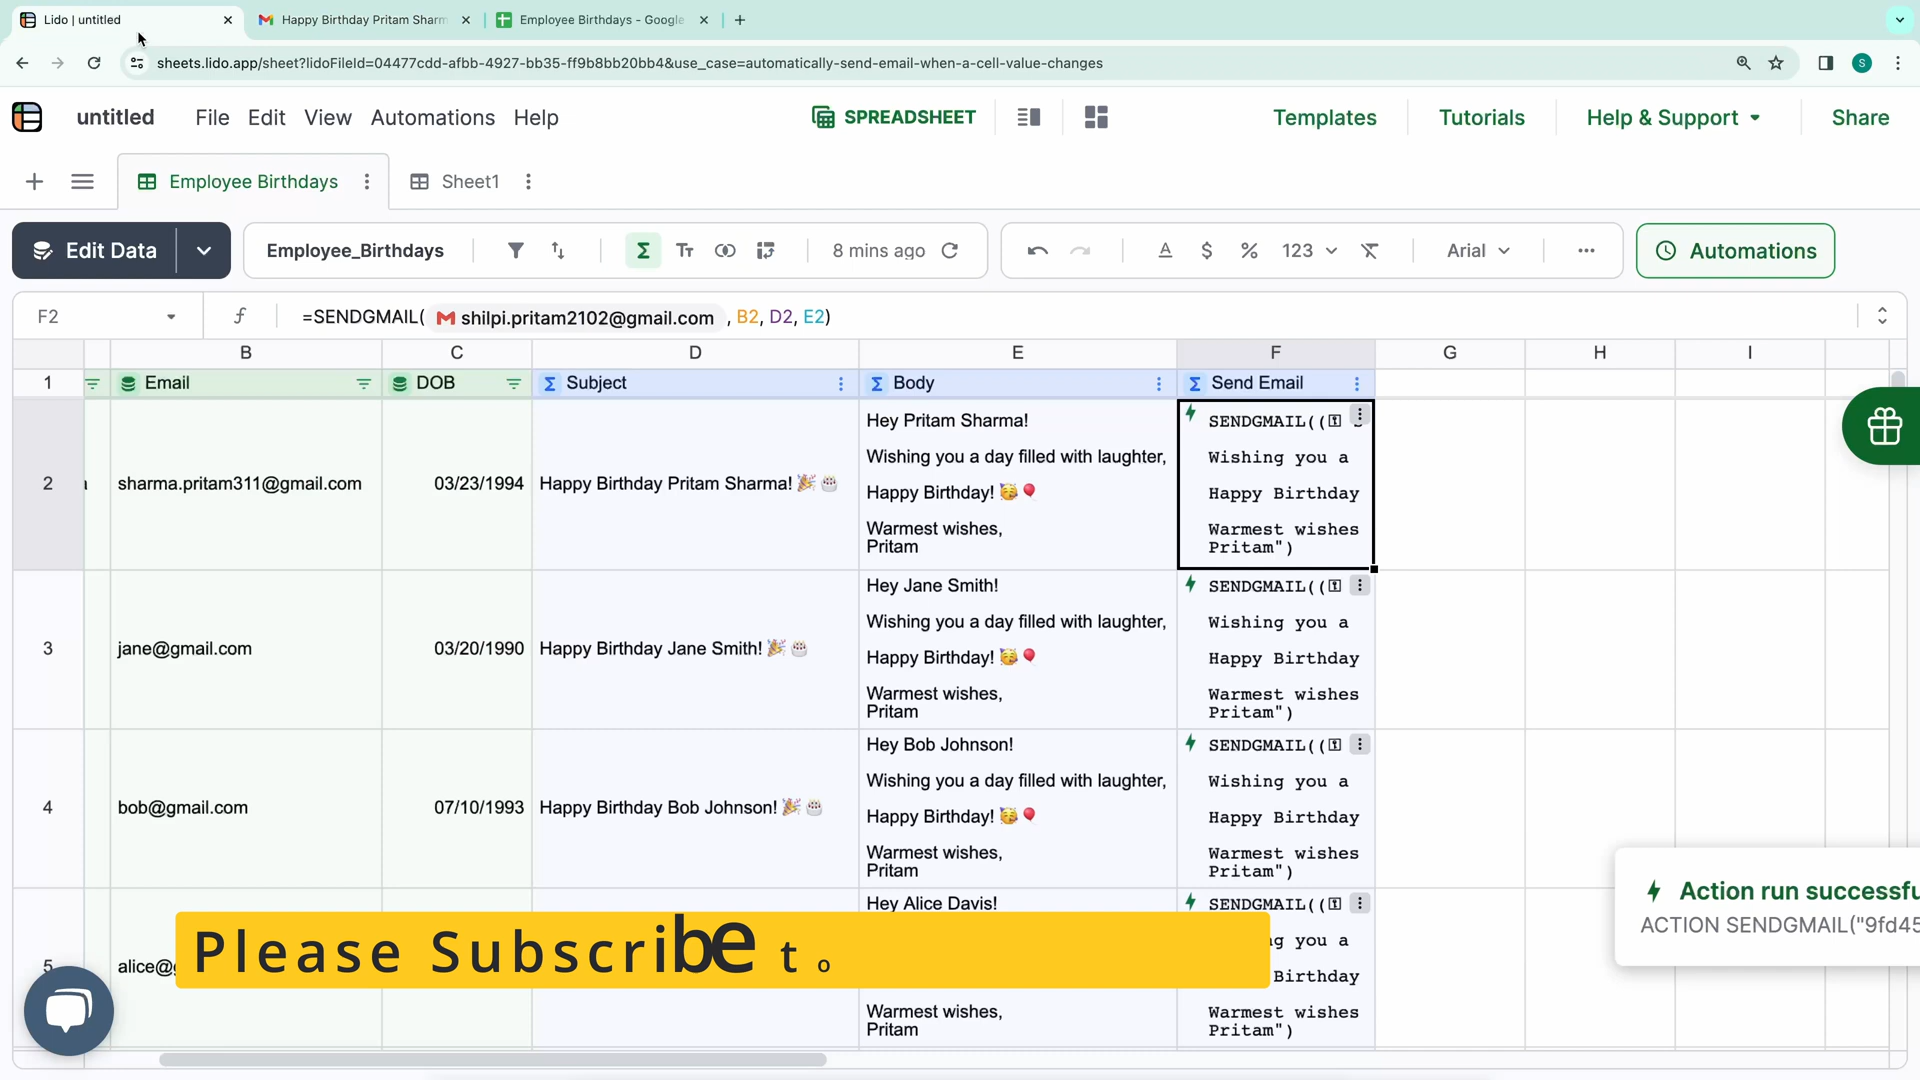 Lido | untitled
Happy Birthday Pritam Sharm
Employee Birthdays - Google
sheets.lido.app/sheet?lidoFileId=04477cdd-afbb-4927-bb35-ff9b8bb20bb4&use_case=automatically-send-email-when-a-cell-value-changes
S
untitled
File Edit View Automations Help
SPREADSHEET
Templates
Tutorials
Help & Support
Share
Employee Birthdays
Sheet1
Edit Data
Employee_Birthdays
8 mins ago
123
Arial
Automations
F2
=SENDGMAIL( shilpi.pritam2102@gmail.com , B2, D2, E2)
B C D E F G H I
1 Email DOB Subject Body Send Email
2 sharma.pritam311@gmail.com 03/23/1994 Happy Birthday Pritam Sharma! 🎉 🎂
Hey Pritam Sharma!
Wishing you a day filled with laughter,
Happy Birthday! 🥳 🎈
Warmest wishes,
Pritam
SENDGMAIL((
Wishing you a
Happy Birthday
Warmest wishes
Pritam")
3 jane@gmail.com 03/20/1990 Happy Birthday Jane Smith! 🎉 🎂
Hey Jane Smith!
Wishing you a day filled with laughter,
Happy Birthday! 🥳 🎈
Warmest wishes,
Pritam
SENDGMAIL((
Wishing you a
Happy Birthday
Warmest wishes
Pritam")
4 bob@gmail.com 07/10/1993 Happy Birthday Bob Johnson! 🎉 🎂
Hey Bob Johnson!
Wishing you a day filled with laughter,
Happy Birthday! 🥳 🎈
Warmest wishes,
Pritam
SENDGMAIL((
Wishing you a
Happy Birthday
Warmest wishes
Pritam")
5 alice@g
Hey Alice Davis!
Warmest wishes,
Pritam
SENDGMAIL((
ng you a
Birthday
Warmest wishes
Pritam")
Please Subscribe to
Action run successfu
ACTION SENDGMAIL("9fd45